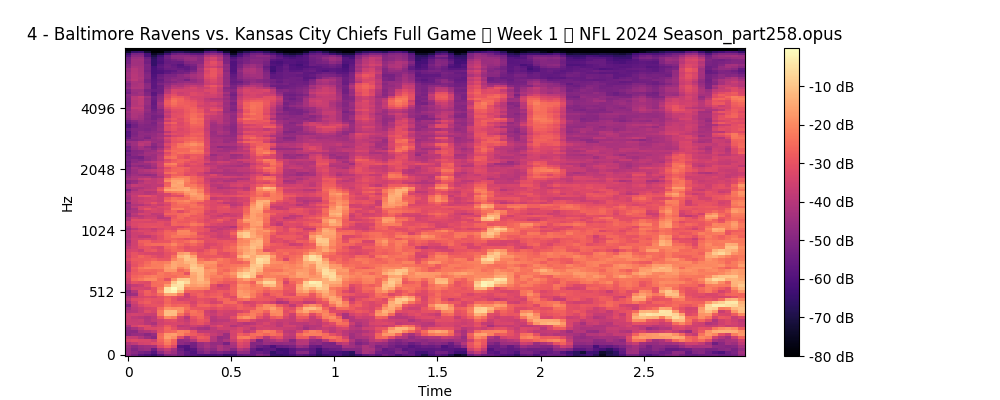 4 - Baltimore Ravens vs. Kansas City Chiefs Full Game ▯ Week 1 ▯ NFL 2024 Season_part258.opus
4096
2048
1024
512
0
Hz
0
0.5
1
1.5
2
2.5
Time
-10 dB
-20 dB
-30 dB
-40 dB
-50 dB
-60 dB
-70 dB
-80 dB